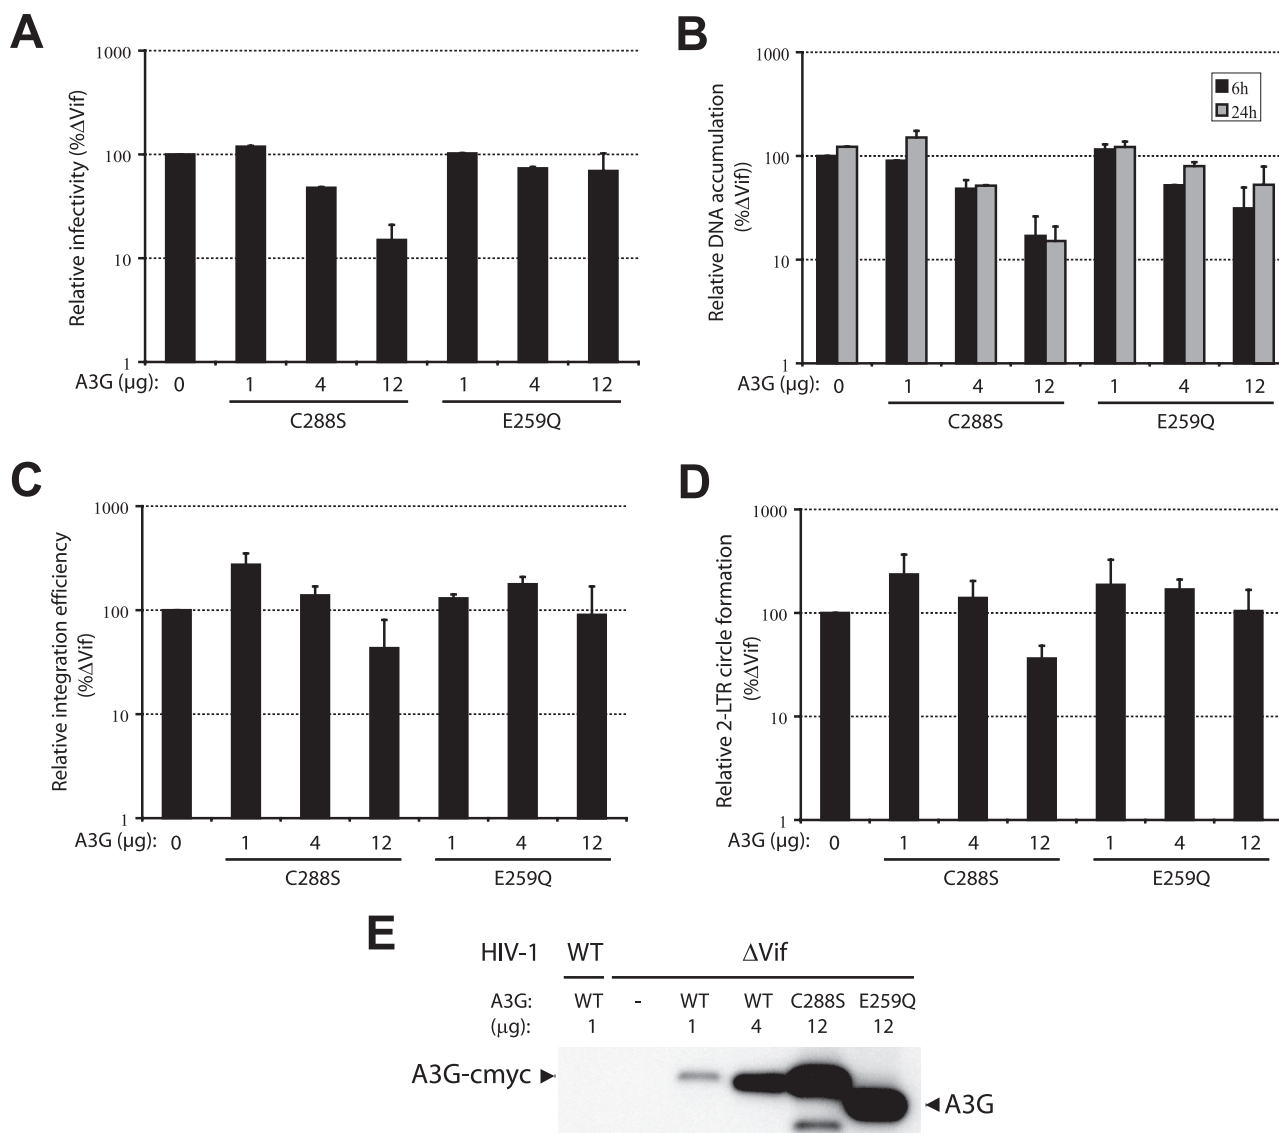 A
1000
100
10
1
Relative infectivity (%ΔVif)
A3G (µg): 0 1 4 12 1 4 12
C288S E259Q
B
1000
100
10
1
Relative DNA accumulation
(%ΔVif))
6h
24h
A3G (µg): 0 1 4 12 1 4 12
C288S E259Q
C
1000
100
10
1
Relative integration efficiency
(%ΔVif)
A3G (µg): 0 1 4 12 1 4 12
C288S E259Q
D
1000
100
10
1
Relative 2-LTR circle formation
(%ΔVif)
A3G (µg): 0 1 4 12 1 4 12
C288S E259Q
E
HIV-1 WT ΔVif
A3G: WT - WT WT C288S E259Q
(µg): 1 1 4 12 12
A3G-cmyc
A3G